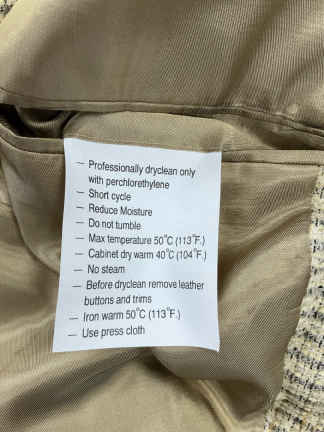 — Professionally dryclean only
with perchlorethylene
— Short cycle
— Reduce Moisture
— Do not tumble
— Max temperature 50°C (113°F.)
— Cabinet dry warm 40°C (104°F.)
— No steam
— Before dryclean remove leather
buttons and trims
— Iron warm 50°C (113°F.)
— Use press cloth